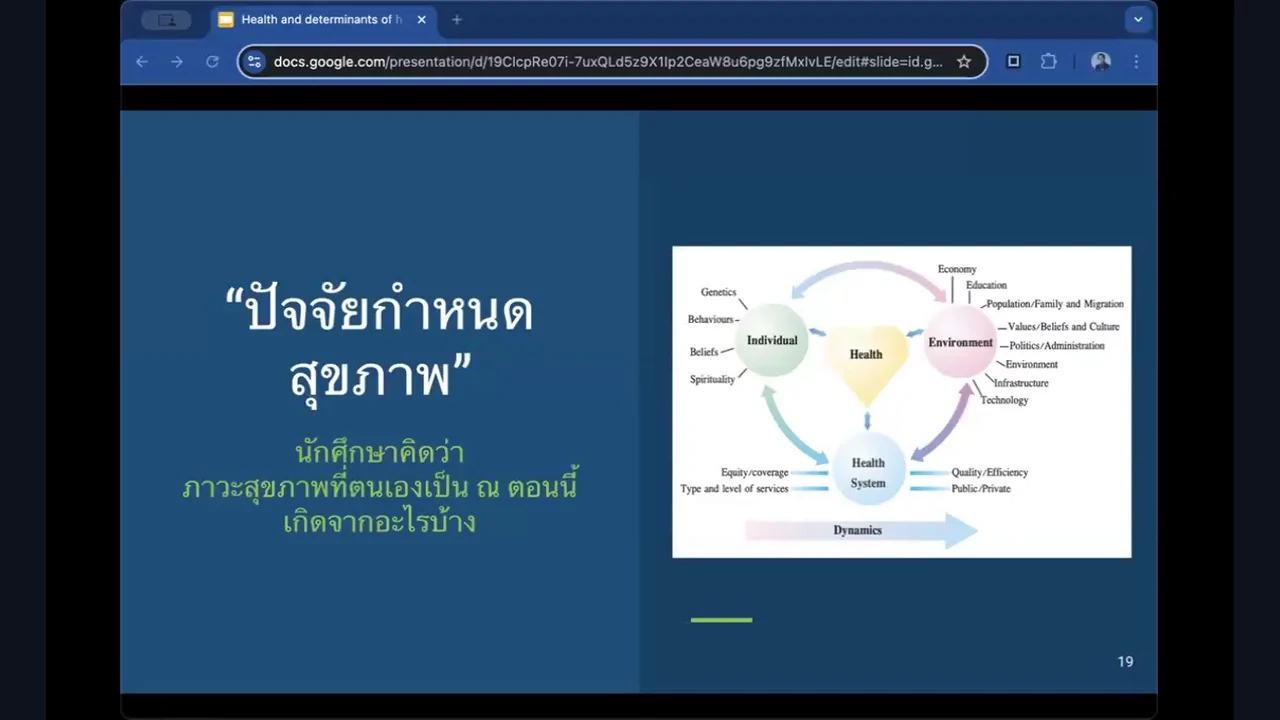 Health and determinants of h
docs.google.com/presentation/d/19ClcpRe07i-7uxQLd5z9X1lp2CeaW8u6pg9zfMxlvLE/edit#slide=id.g...
“ปัจจัยกำหนด
สุขภาพ”
นักศึกษาคิดว่า
ภาวะสุขภาพที่ตนเองเป็น ณ ตอนนี้
เกิดจากอะไรบ้าง
Genetics
Behaviours
Beliefs
Spirituality
Individual
Health
Environment
Economy
Education
Population/Family and Migration
Values/Beliefs and Culture
Politics/Administration
Environment
Infrastructure
Technology
Health
System
Equity/coverage
Type and level of services
Quality/Efficiency
Public/Private
Dynamics
19